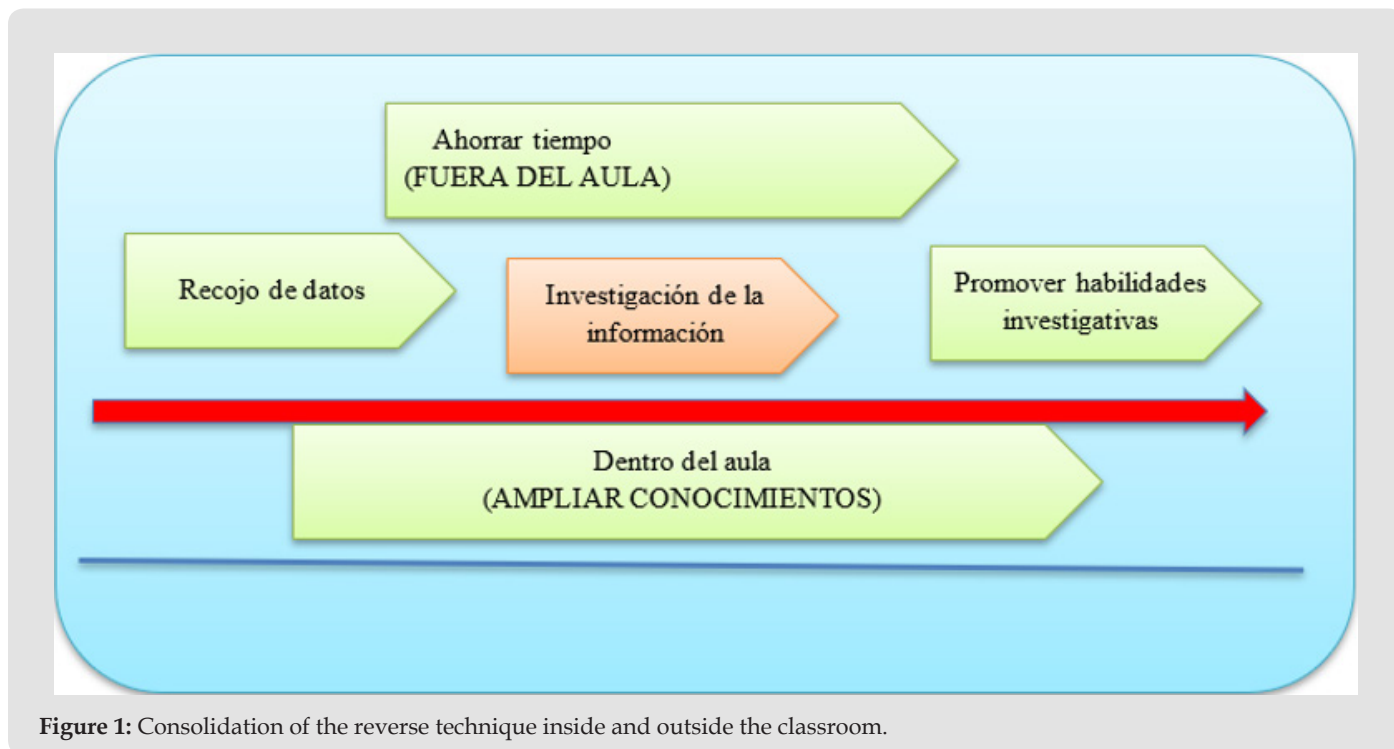 Ahorrar tiempo
(FUERA DEL AULA)
Recojo de datos
Investigación de la
información
Promover habilidades
investigativas
Dentro del aula
(AMPLIAR CONOCIMIENTOS)
Figure 1: Consolidation of the reverse technique inside and outside the classroom.